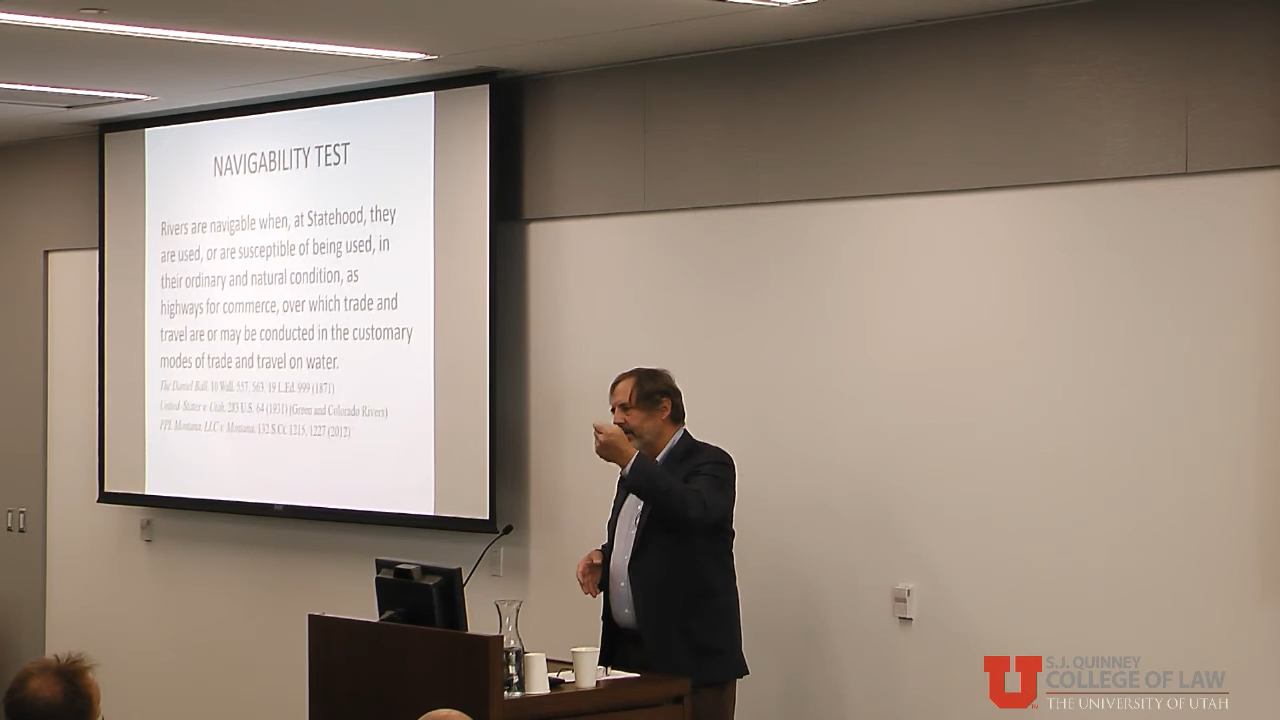 NAVIGABILITY TEST
Rivers are navigable when, at Statehood, they
are used, or are susceptible of being used, in
their ordinary and natural condition, as
highways for commerce, over which trade and
travel are or may be conducted in the customary
modes of trade and travel on water.
The Daniel Ball, 10 Wall. 557, 563, 19 L.Ed. 999 (1871)
United States v. Utah, 283 U.S. 64 (1931) (Green and Colorado Rivers)
PPL Montana, LLC v. Montana, 132 S.Ct. 1215, 1227 (2012)
U
S.J. QUINNEY
COLLEGE OF LAW
THE UNIVERSITY OF UTAH